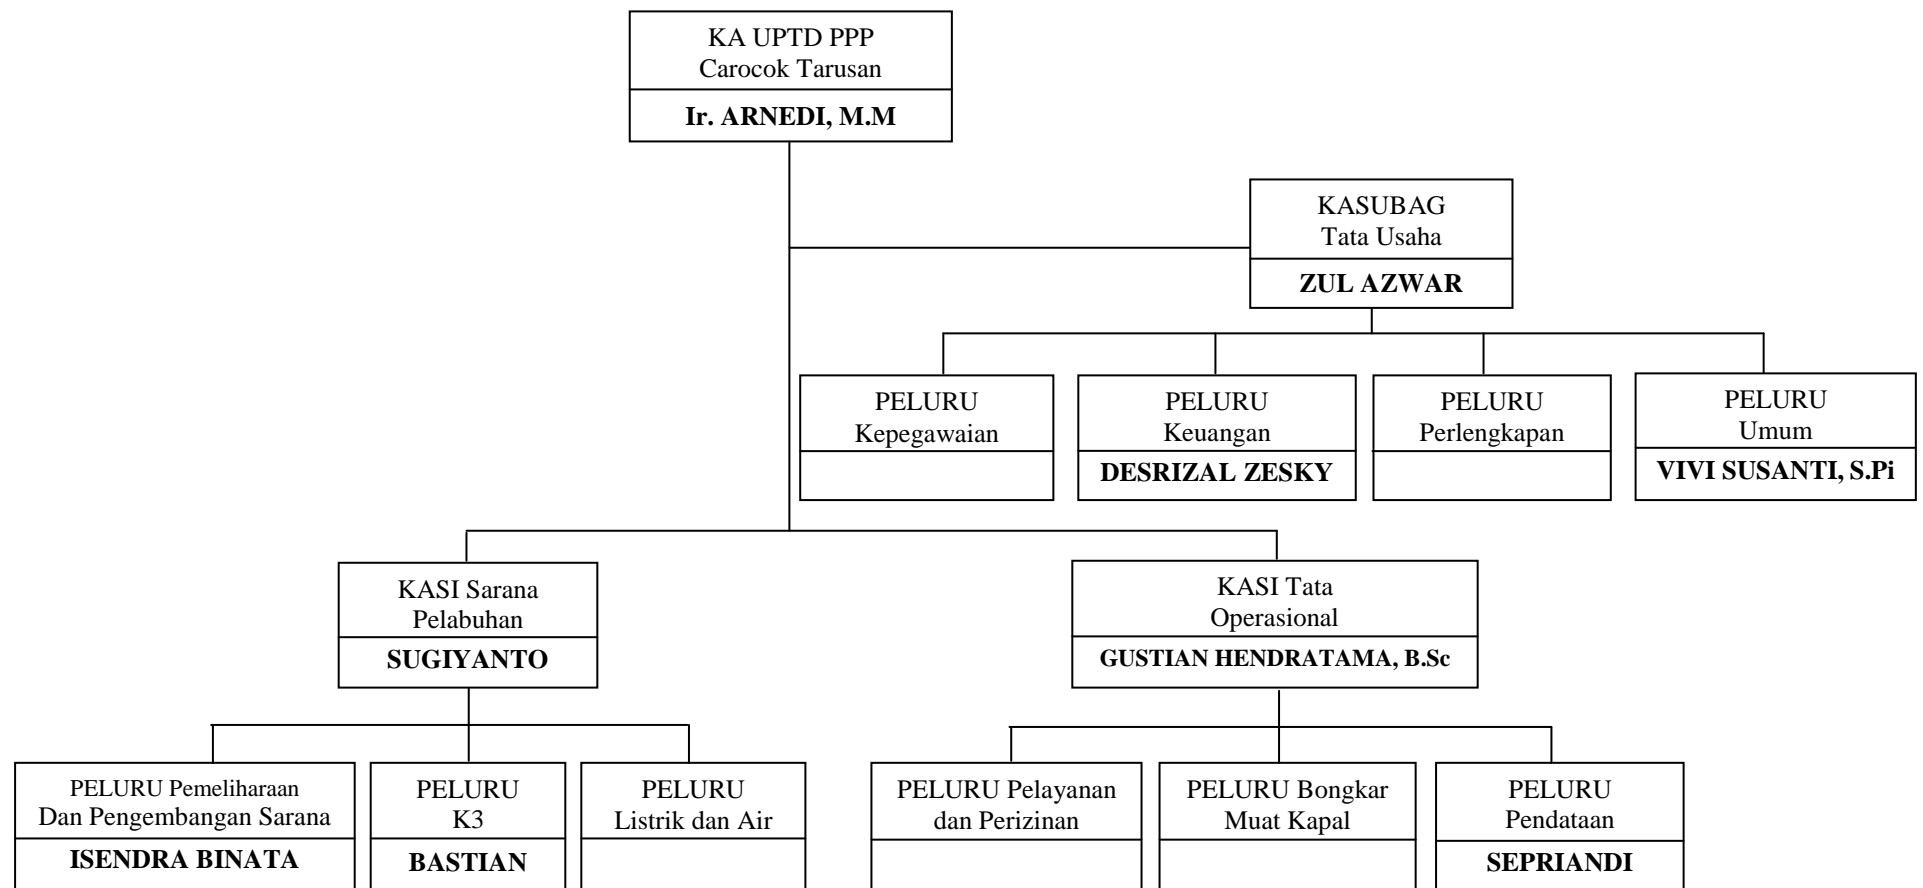 KA UPTD PPP
Carocok Tarusan
Ir. ARNEDI, M.M
KASUBAG
Tata Usaha
ZUL AZWAR
PELURU
Kepegawaian
PELURU
Keuangan
DESRIZAL ZESKY
PELURU
Perlengkapan
PELURU
Umum
VIVI SUSANTI, S.Pi
KASI Sarana
Pelabuhan
SUGIYANTO
KASI Tata
Operasional
GUSTIAN HENDRATAMA, B.Sc
PELURU Pemeliharaan
Dan Pengembangan Sarana
ISENDRA BINATA
PELURU
K3
BASTIAN
PELURU
Listrik dan Air
PELURU Pelayanan
dan Perizinan
PELURU Bongkar
Muat Kapal
PELURU
Pendataan
SEPRIANDI